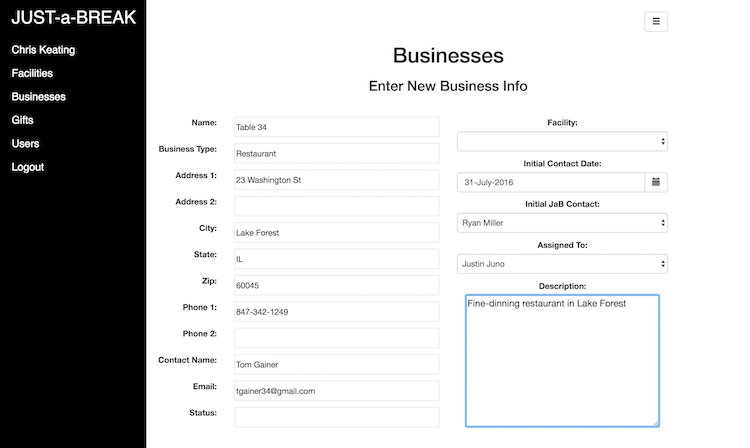 JUST-a-BREAK
Chris Keating
Facilities
Businesses
Gifts
Users
Logout
Businesses
Enter New Business Info
Name: Table 34
Business Type: Restaurant
Address 1: 23 Washington St
Address 2:
City: Lake Forest
State: IL
Zip: 60045
Phone 1: 847-342-1249
Phone 2:
Contact Name: Tom Gainer
Email: tgainer34@gmail.com
Status:
Facility:
Initial Contact Date:
31-July-2016
Initial JaB Contact:
Ryan Miller
Assigned To:
Justin Juno
Description:
Fine-dinning restaurant in Lake Forest